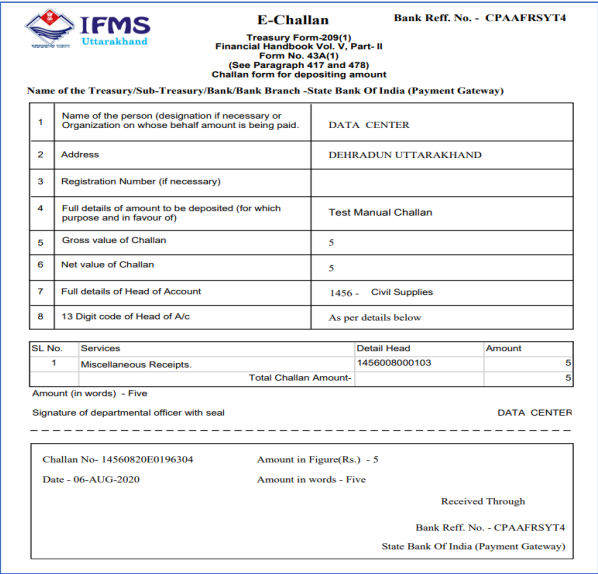 IFMS
Uttarakhand
E-Challan
Bank Reff. No. - CPAAFRSYT4
Treasury Form-209(1)
Financial Handbook Vol. V, Part- II
Form No. 43A(1)
(See Paragraph 417 and 478)
Challan form for depositing amount
Name of the Treasury/Sub-Treasury/Bank/Bank Branch -State Bank Of India (Payment Gateway)
1 Name of the person (designation if necessary or
Organization on whose behalf amount is being paid. DATA CENTER
2 Address DEHRADUN UTTARAKHAND
3 Registration Number (if necessary)
4 Full details of amount to be deposited (for which
purpose and in favour of) Test Manual Challan
5 Gross value of Challan 5
6 Net value of Challan 5
7 Full details of Head of Account 1456 - Civil Supplies
8 13 Digit code of Head of A/c As per details below
SL No. Services Detail Head Amount
1 Miscellaneous Receipts. 1456008000103 5
Total Challan Amount- 5
Amount (in words) - Five
Signature of departmental officer with seal DATA CENTER
Challan No- 14560820E0196304 Amount in Figure(Rs.) - 5
Date - 06-AUG-2020 Amount in words - Five
Received Through
Bank Reff. No. - CPAAFRSYT4
State Bank Of India (Payment Gateway)